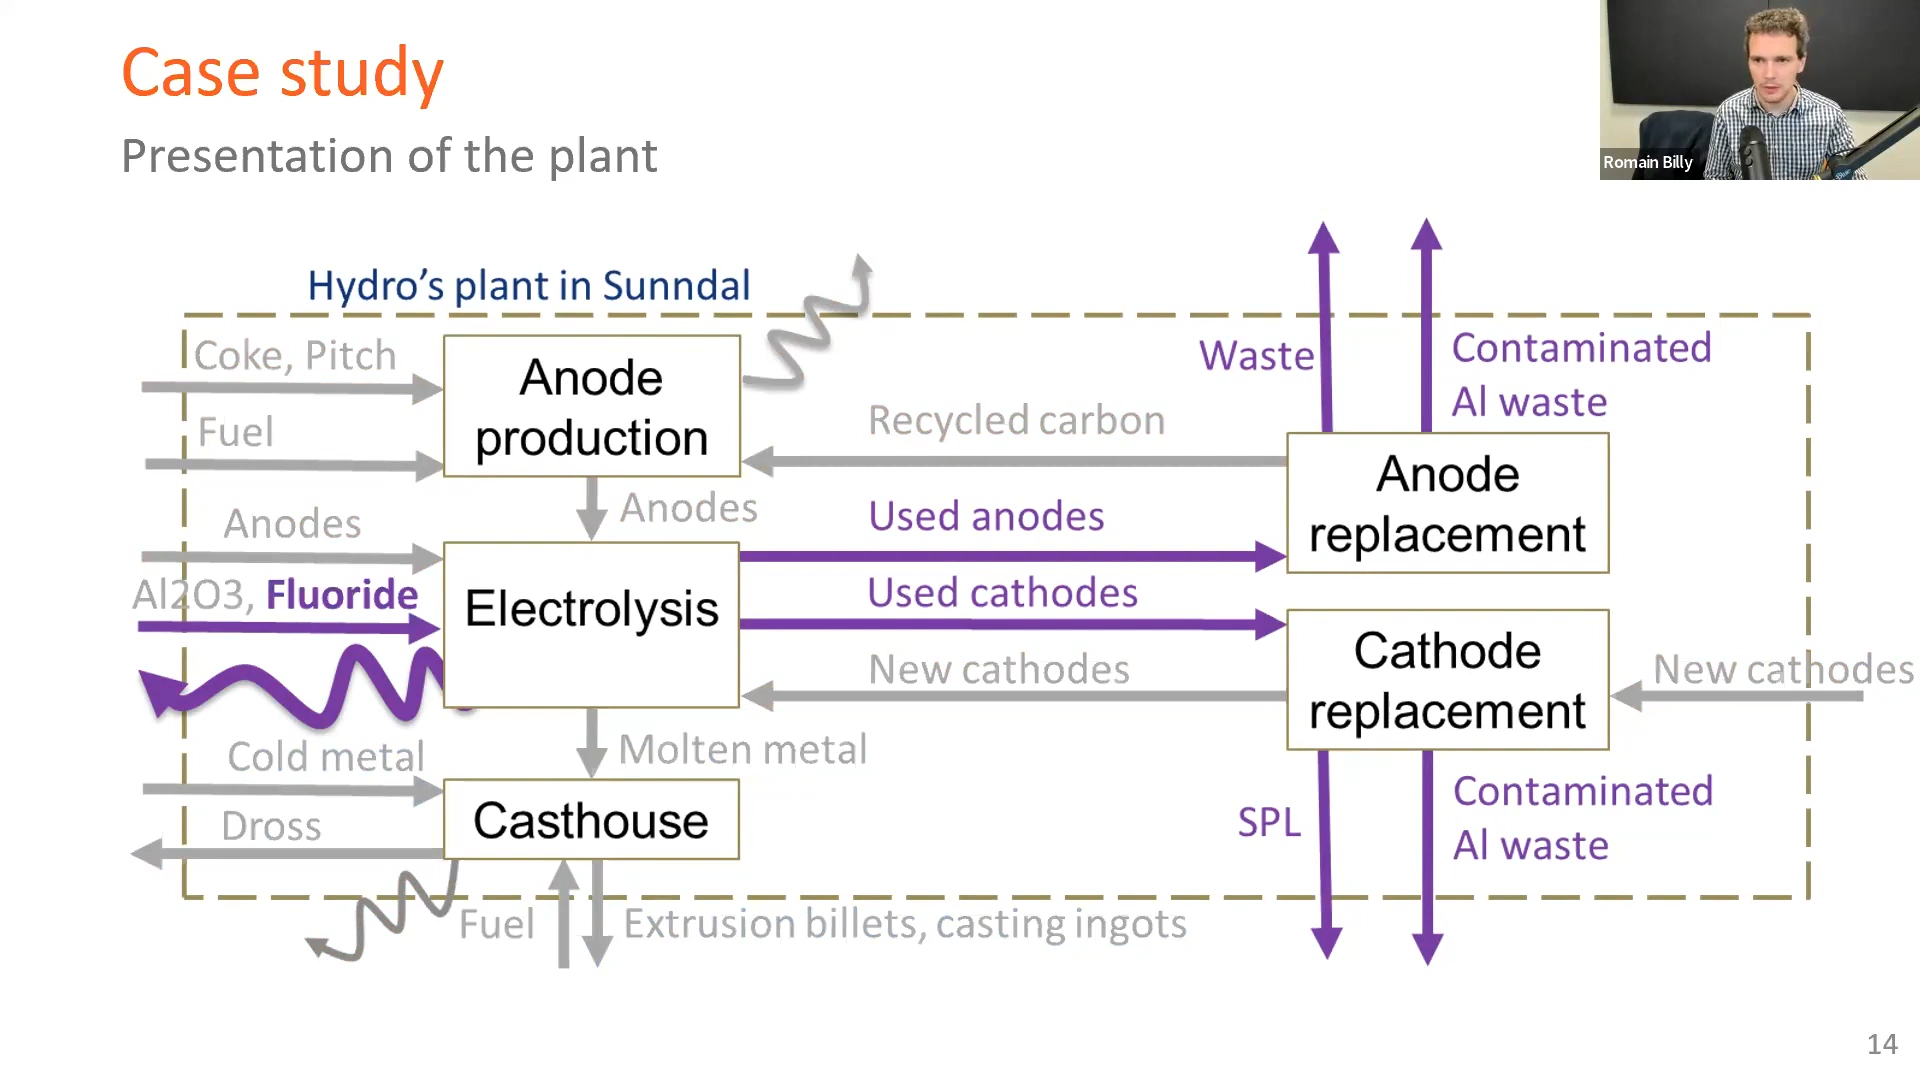 Case study
Presentation of the plant
Romain Billy
Hydro's plant in Sunndal
Coke, Pitch
Fuel
Anode
production
Recycled carbon
Waste
Contaminated
Al waste
Anode
replacement
Anodes
Anodes
Used anodes
Al2O3, Fluoride
Electrolysis
Used cathodes
New cathodes
Cathode
replacement
New cathodes
Cold metal
Molten metal
Dross
Casthouse
SPL
Contaminated
Al waste
Fuel
Extrusion billets, casting ingots
14